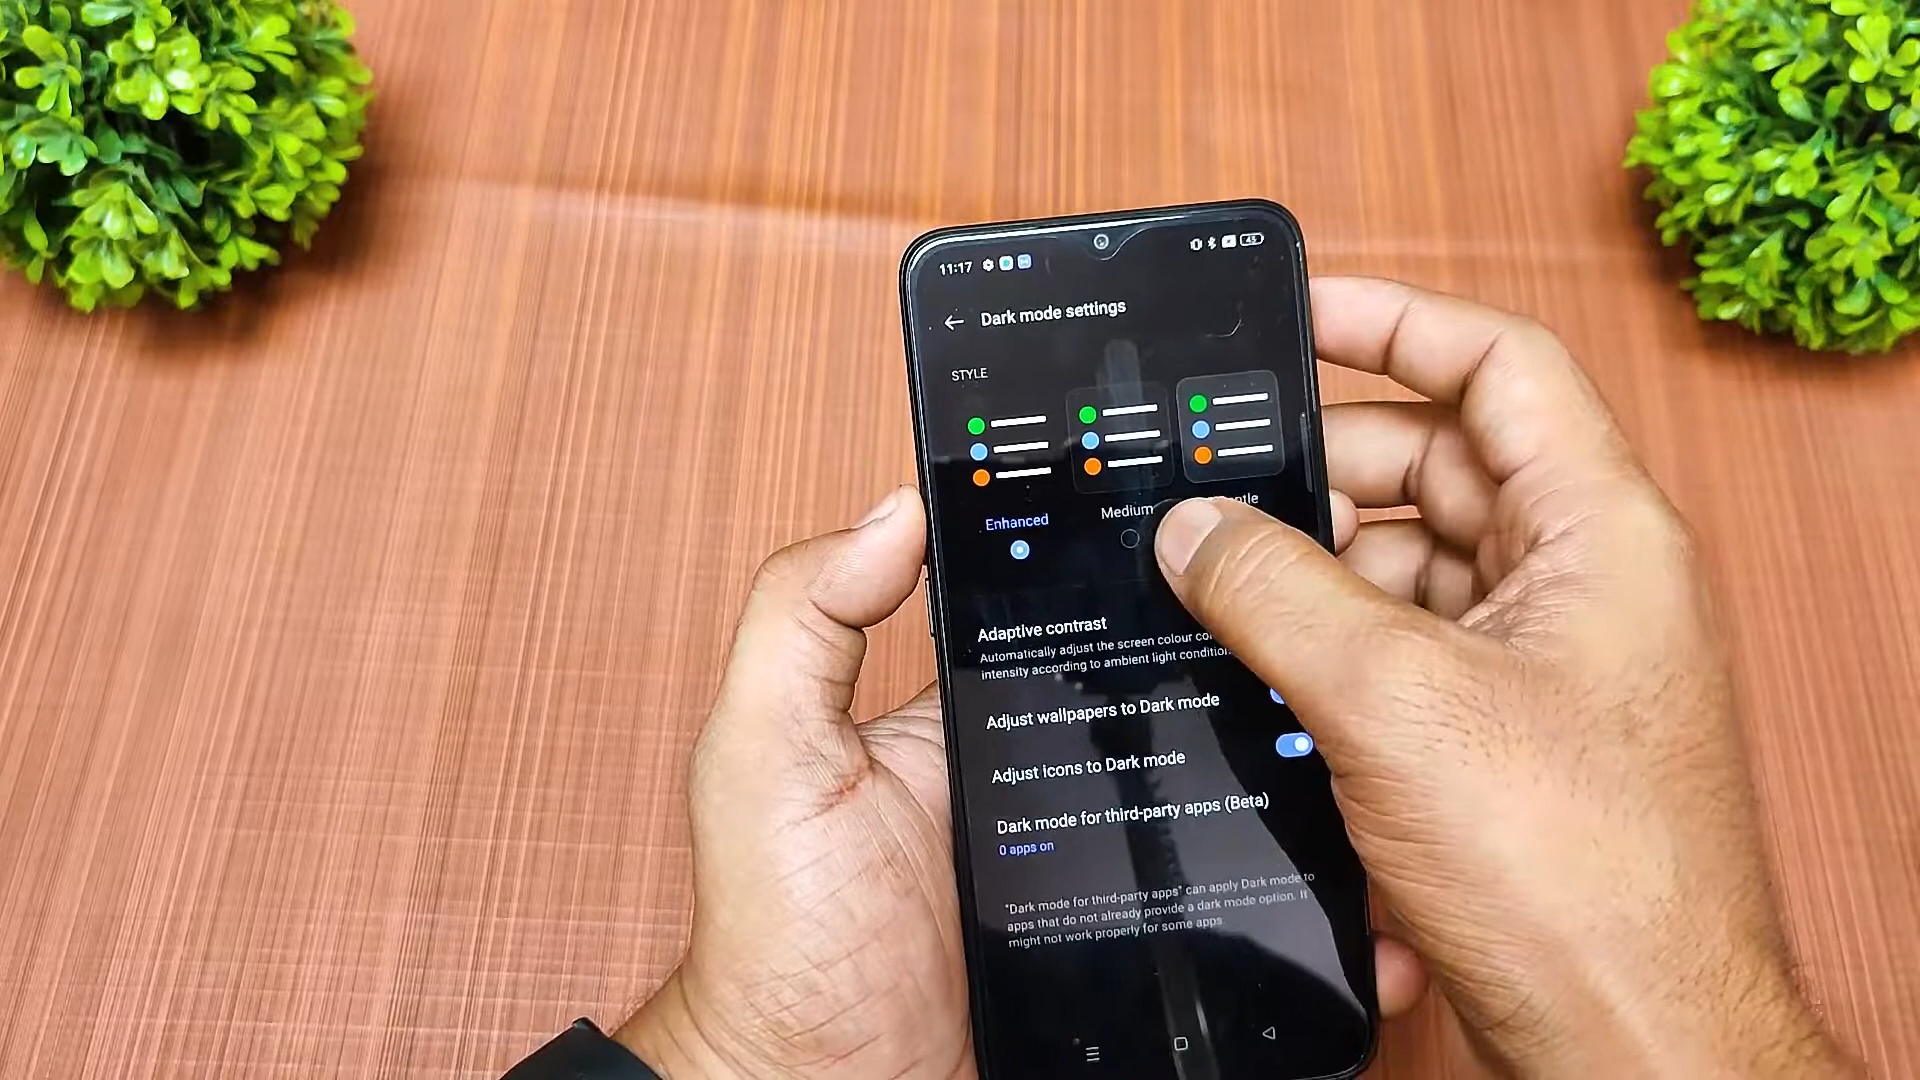 11:17
45
Dark mode settings
STYLE
Enhanced
Medium
Adaptive contrast
Automatically adjust the screen colour
intensity according to ambient light
Adjust wallpapers to Dark mode
Adjust icons to Dark mode
Dark mode for third-party apps (Beta)
0 apps on
"Dark mode for third-party apps" can apply Dark mode to
apps that do not already provide a dark mode option. It
might not work properly for some apps